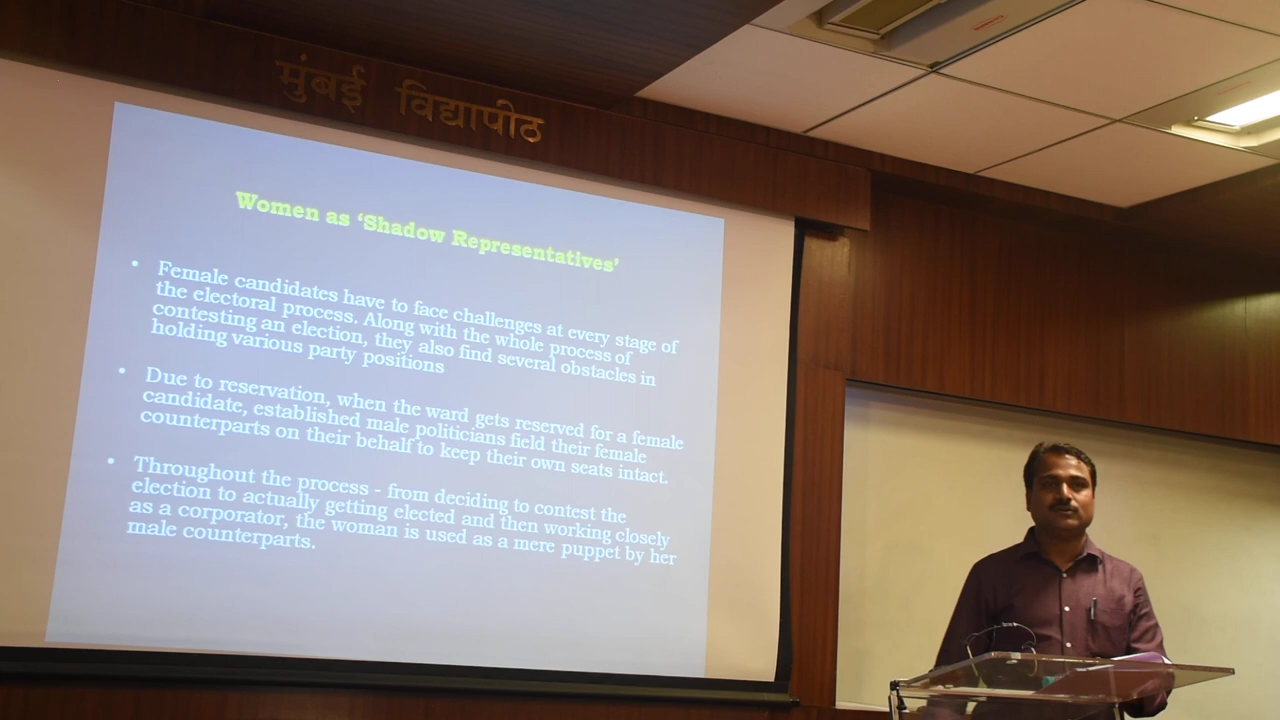 मुंबई विद्यापीठ
Women as ‘Shadow Representatives’
• Female candidates have to face challenges at every stage of
the electoral process. Along with the whole process of
contesting an election, they also find several obstacles in
holding various party positions
• Due to reservation, when the ward gets reserved for a female
candidate, established male politicians field their female
counterparts on their behalf to keep their own seats intact.
• Throughout the process - from deciding to contest the
election to actually getting elected and then working closely
as a corporator, the woman is used as a mere puppet by her
male counterparts.